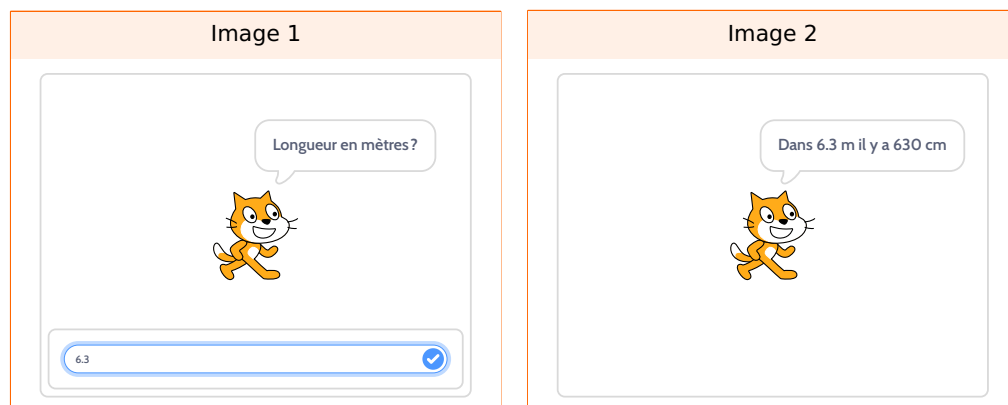 Image 1
Longueur en mètres ?
6.3
Image 2
Dans 6.3 m il y a 630 cm